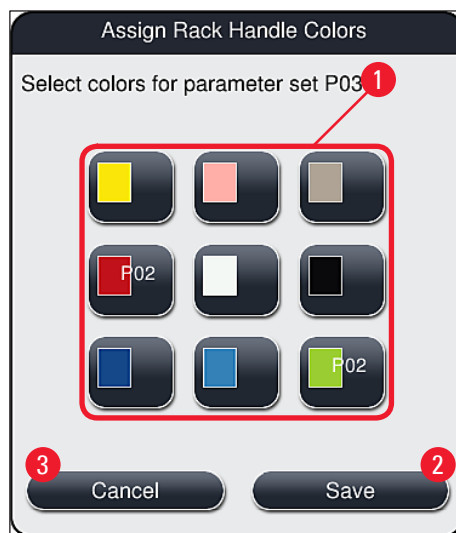 Assign Rack Handle Colors
Select colors for parameter set P03
1
P02
P02
3
2
Cancel
Save